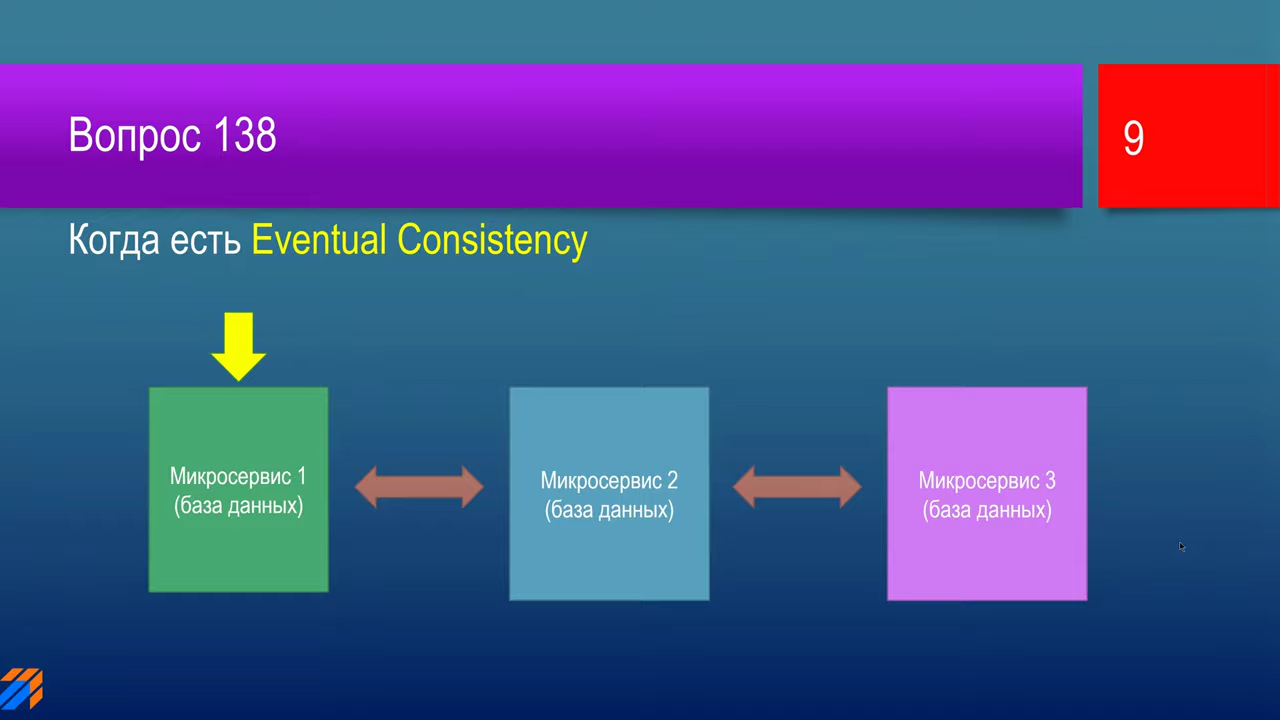 Вопрос 138
9
Когда есть Eventual Consistency
Микросервис 1
(база данных)
Микросервис 2
(база данных)
Микросервис 3
(база данных)